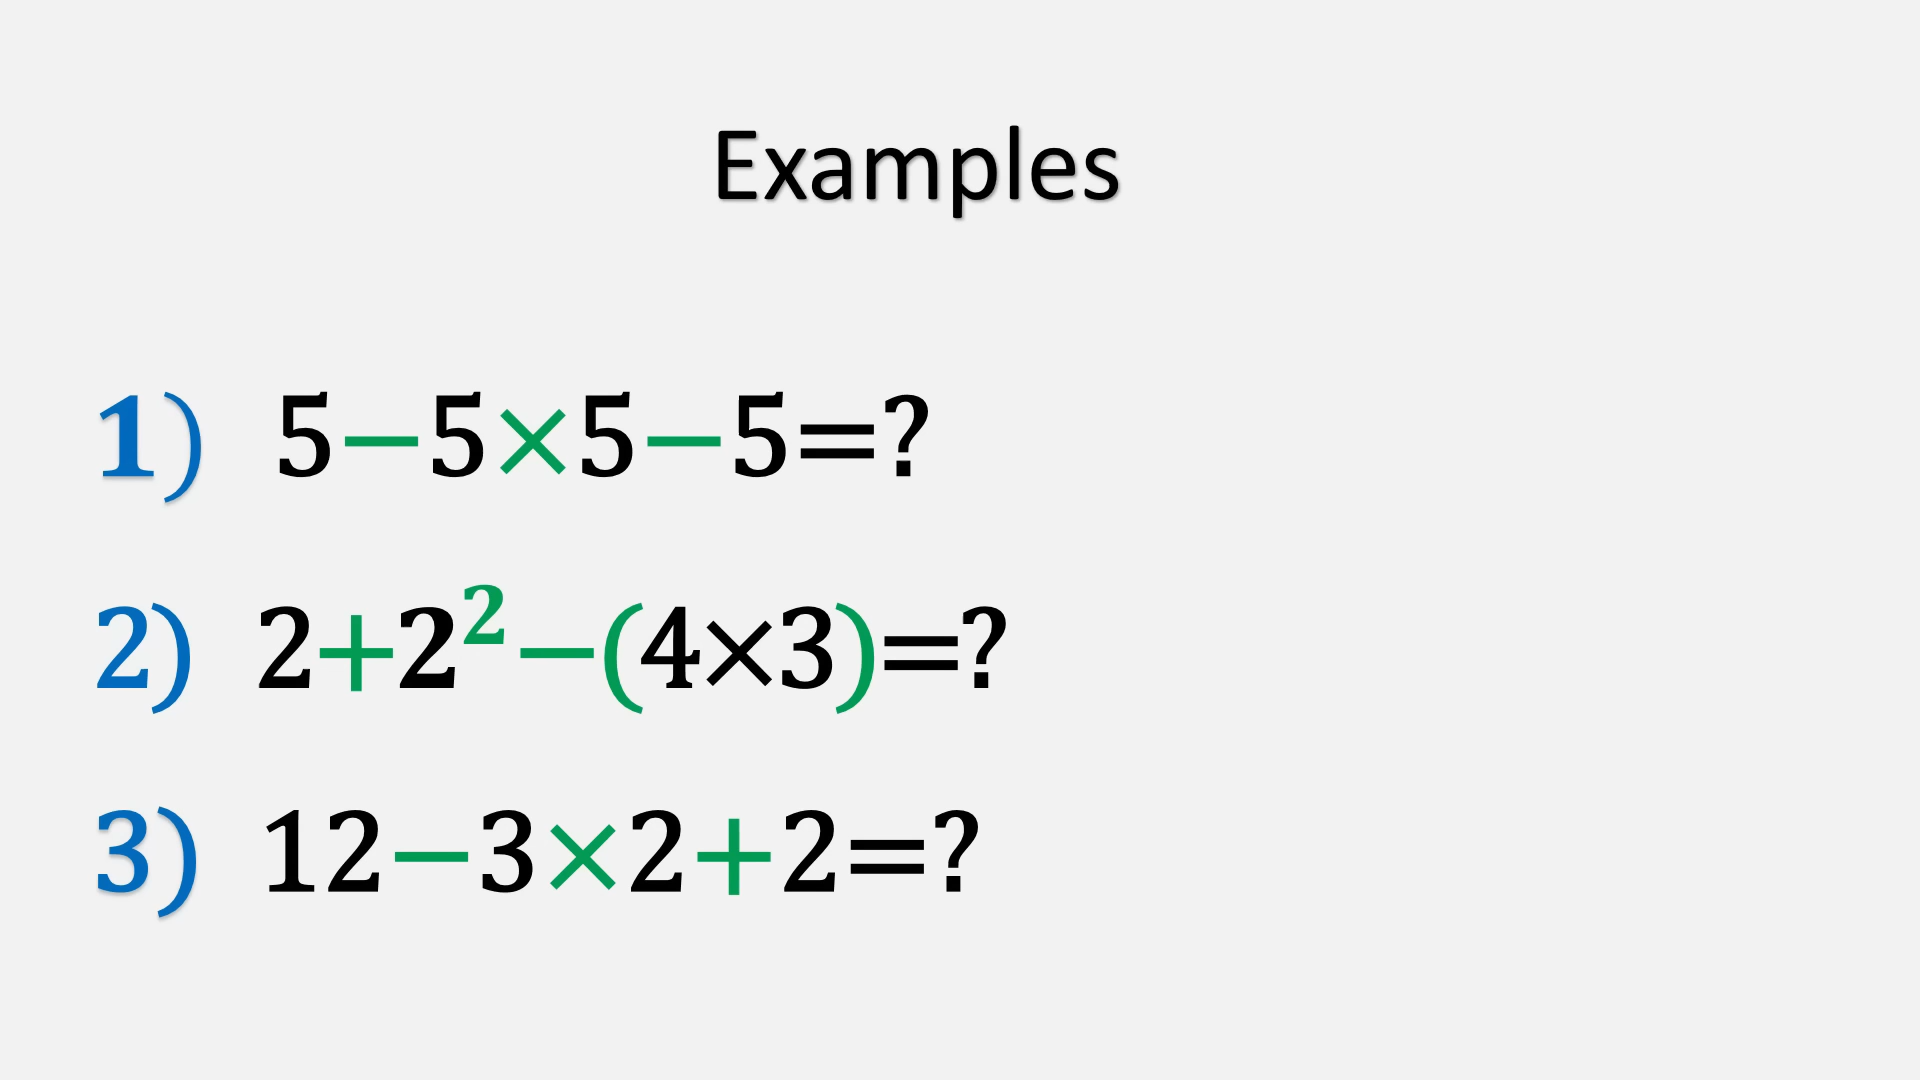 Examples
1) 5−5×5−5=?
2) 2+2²−(4×3)=?
3) 12−3×2+2=?